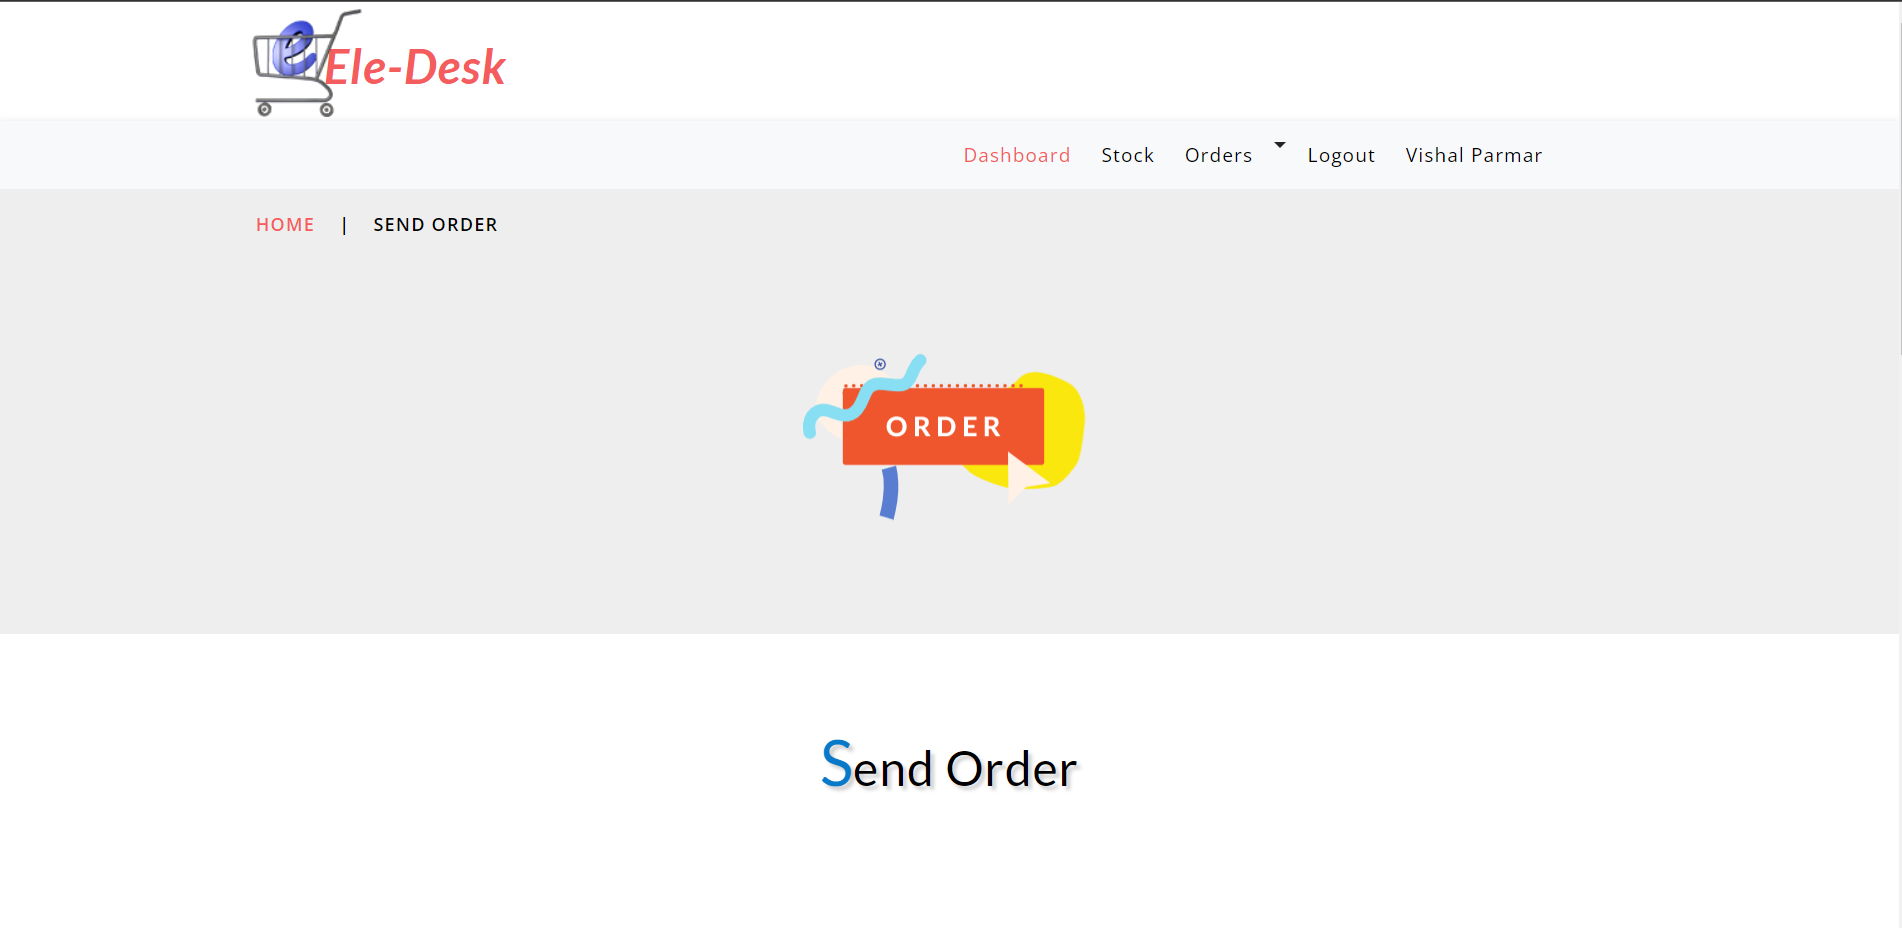 e Ele-Desk
Dashboard Stock Orders Logout Vishal Parmar
HOME | SEND ORDER
ORDER
Send Order